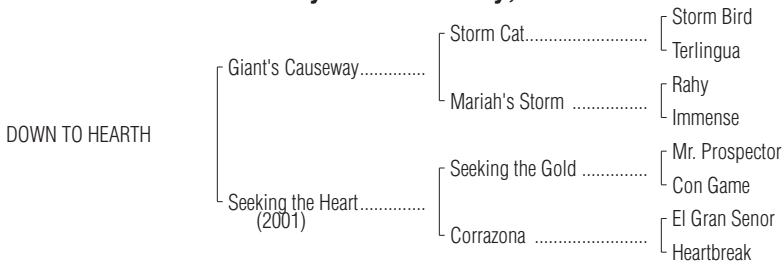 Storm Bird
Storm Cat..........................
Terlingua
Giant's Causeway..............
Rahy
Mariah's Storm ................
Immense
DOWN TO HEARTH
Mr. Prospector
Seeking the Gold ..............
Con Game
Seeking the Heart..............
(2001)
El Gran Senor
Corrazona ........................
Heartbreak